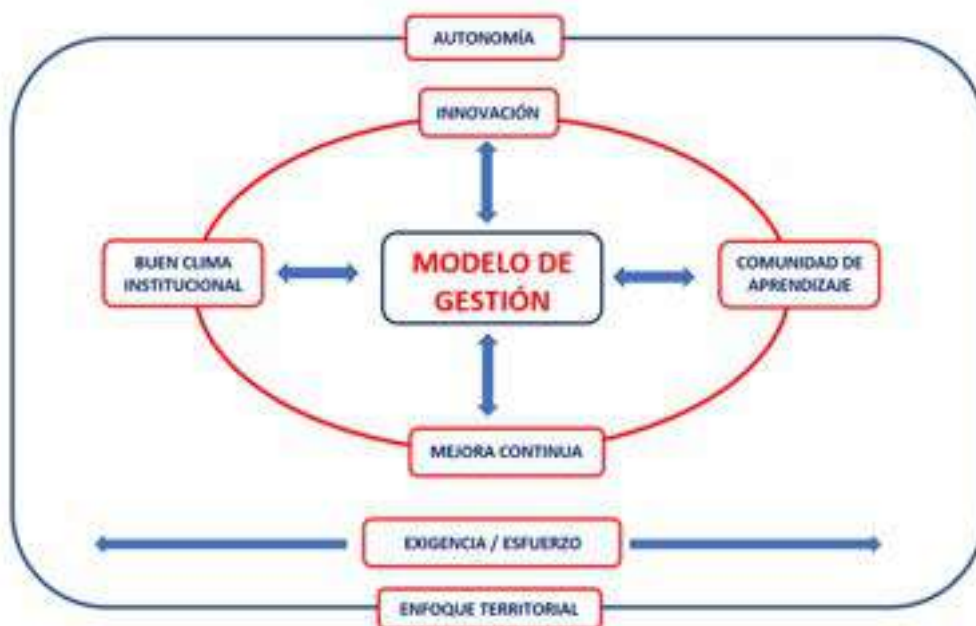 AUTONOMÍA
INNOVACIÓN
BUEN CLIMA
INSTITUCIONAL
MODELO DE
GESTIÓN
COMUNIDAD DE
APRENDIZAJE
MEJORA CONTINUA
EXIGENCIA / ESFUERZO
ENFOQUE TERRITORIAL